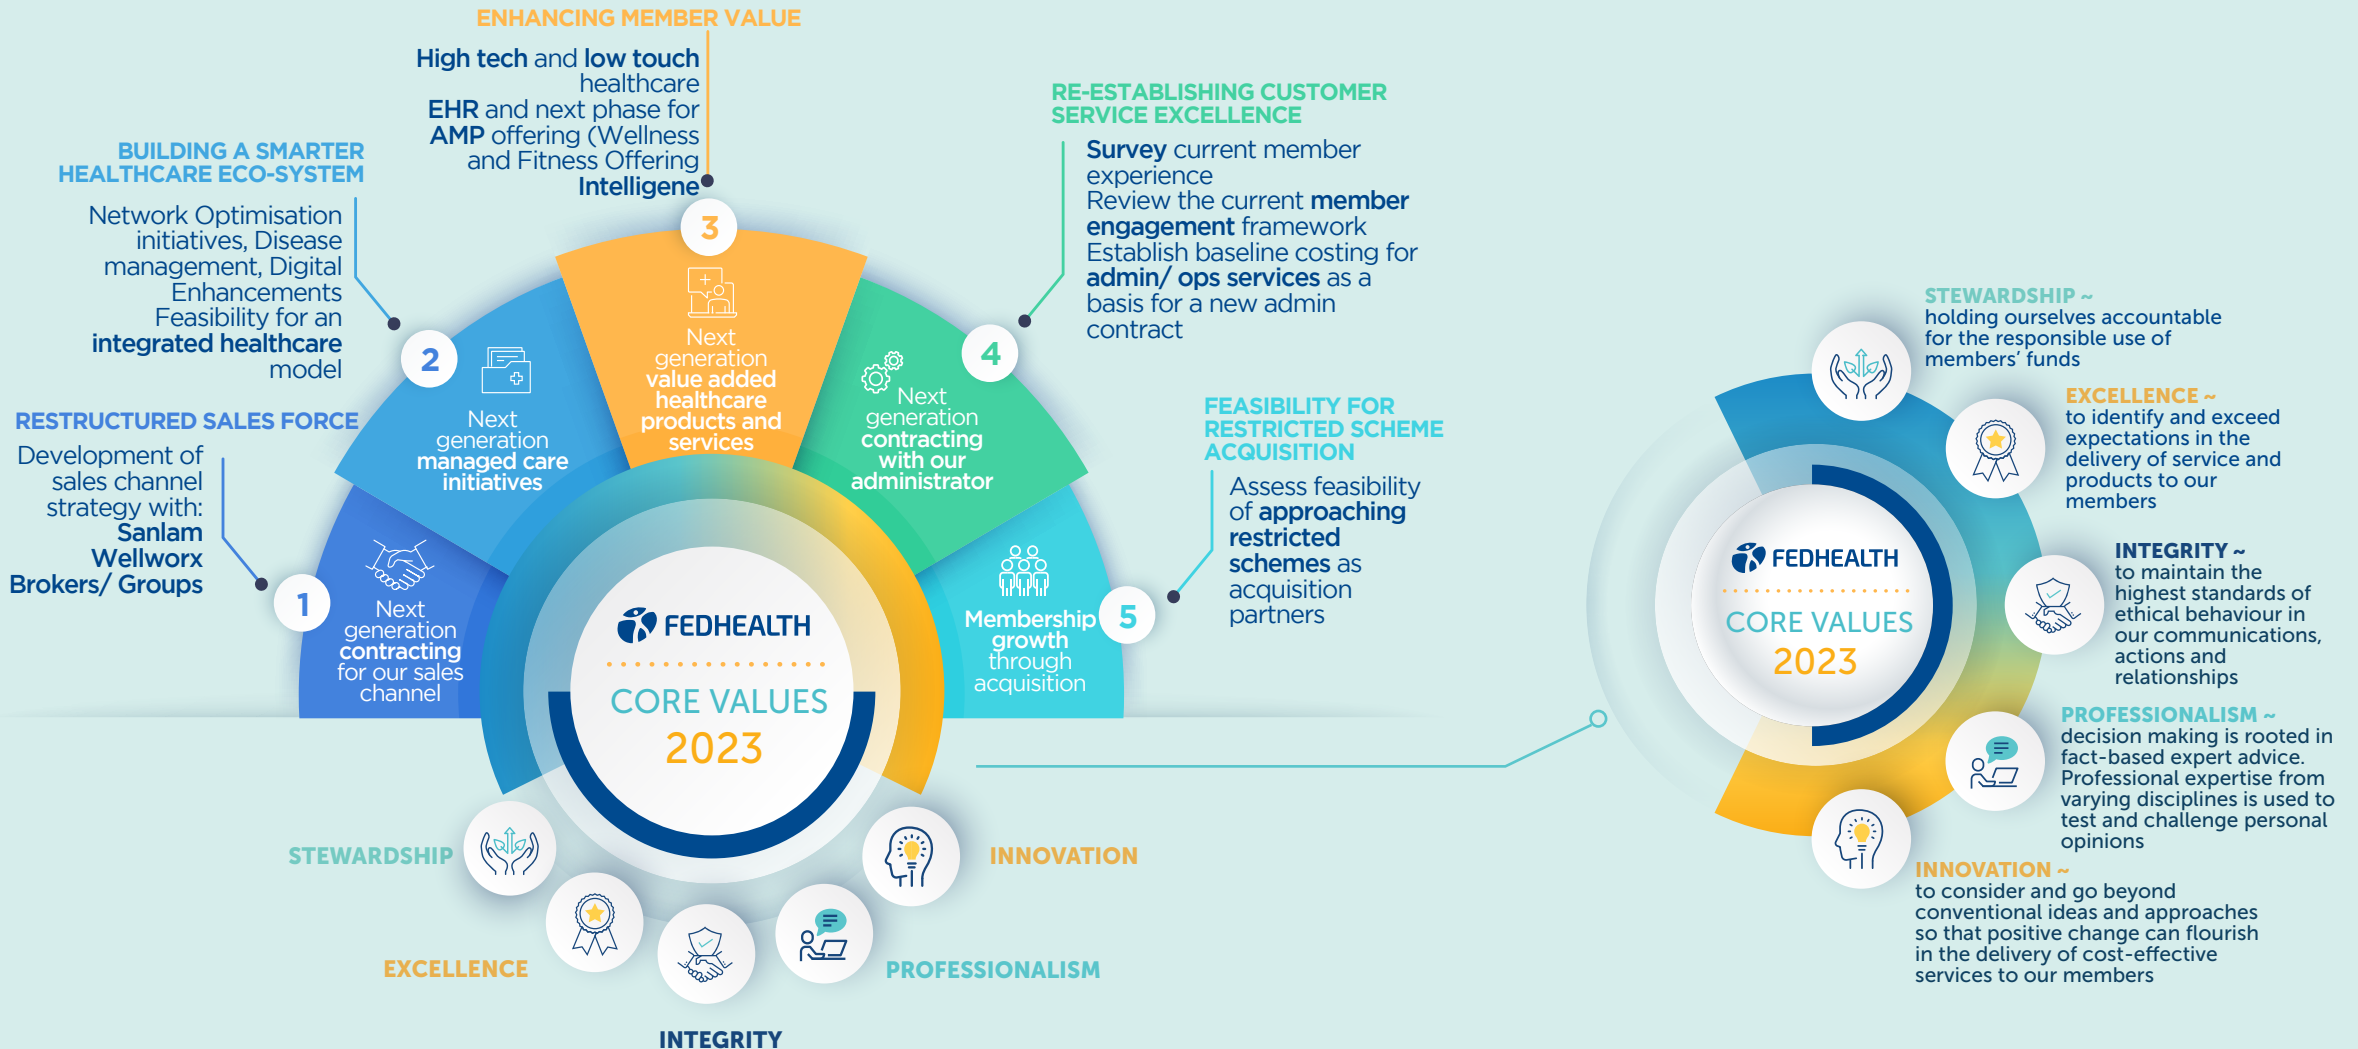 ENHANCING MEMBER VALUE
High tech and low touch
healthcare
EHR and next phase for
AMP offering (Wellness
and Fitness Offering
Intelligene
BUILDING A SMARTER
HEALTHCARE ECO-SYSTEM
Network Optimisation
initiatives, Disease
management, Digital
Enhancements
Feasibility for an
integrated healthcare
model
RESTRUCTURED SALES FORCE
Development of
sales channel
strategy with:
Sanlam
Wellworx
Brokers/ Groups
RE-ESTABLISHING CUSTOMER
SERVICE EXCELLENCE
Survey current member
experience
Review the current member
engagement framework
Establish baseline costing for
admin/ ops services as a
basis for a new admin
contract
FEASIBILITY FOR
RESTRICTED SCHEME
ACQUISITION
Assess feasibility
of approaching
restricted
schemes as
acquisition
partners
1
Next
generation
contracting
for our sales
channel
2
Next
generation
managed care
initiatives
3
Next
generation
value added
healthcare
products and
services
4
Next
generation
contracting
with our
administrator
5
Membership
growth
through
acquisition
FEDHEALTH
CORE VALUES
2023
STEWARDSHIP
EXCELLENCE
INTEGRITY
PROFESSIONALISM
INNOVATION
FEDHEALTH
CORE VALUES
2023
STEWARDSHIP ~
holding ourselves accountable
for the responsible use of
members' funds
EXCELLENCE ~
to identify and exceed
expectations in the
delivery of service and
products to our
members
INTEGRITY ~
to maintain the
highest standards of
ethical behaviour in
our communications,
actions and
relationships
PROFESSIONALISM ~
decision making is rooted in
fact-based expert advice.
Professional expertise from
varying disciplines is used to
test and challenge personal
opinions
INNOVATION ~
to consider and go beyond
conventional ideas and approaches
so that positive change can flourish
in the delivery of cost-effective
services to our members